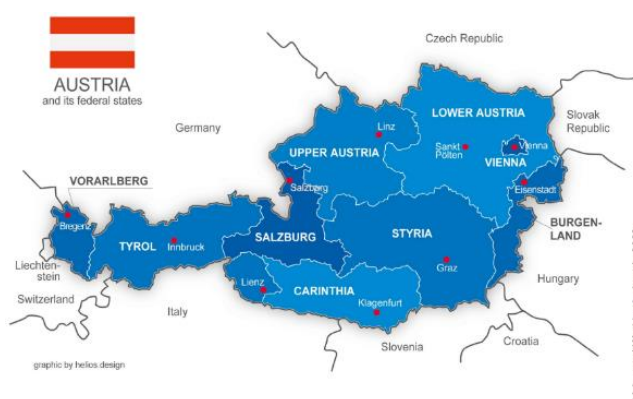 AUSTRIA
and its federal states
Czech Republic
Germany
Slovak
Republic
LOWER AUSTRIA
Linz
UPPER AUSTRIA
Sankt
Pölten
Vienna
VIENNA
VORARLBERG
Salzberg
Eisenstadt
Bregenz
TYROL
Innbruck
SALZBURG
STYRIA
BURGEN-
LAND
Liechten-
stein
Graz
Switzerland
Lienz
CARINTHIA
Hungary
Italy
Klagenfurt
Slovenia
Croatia
graphic by helios.design